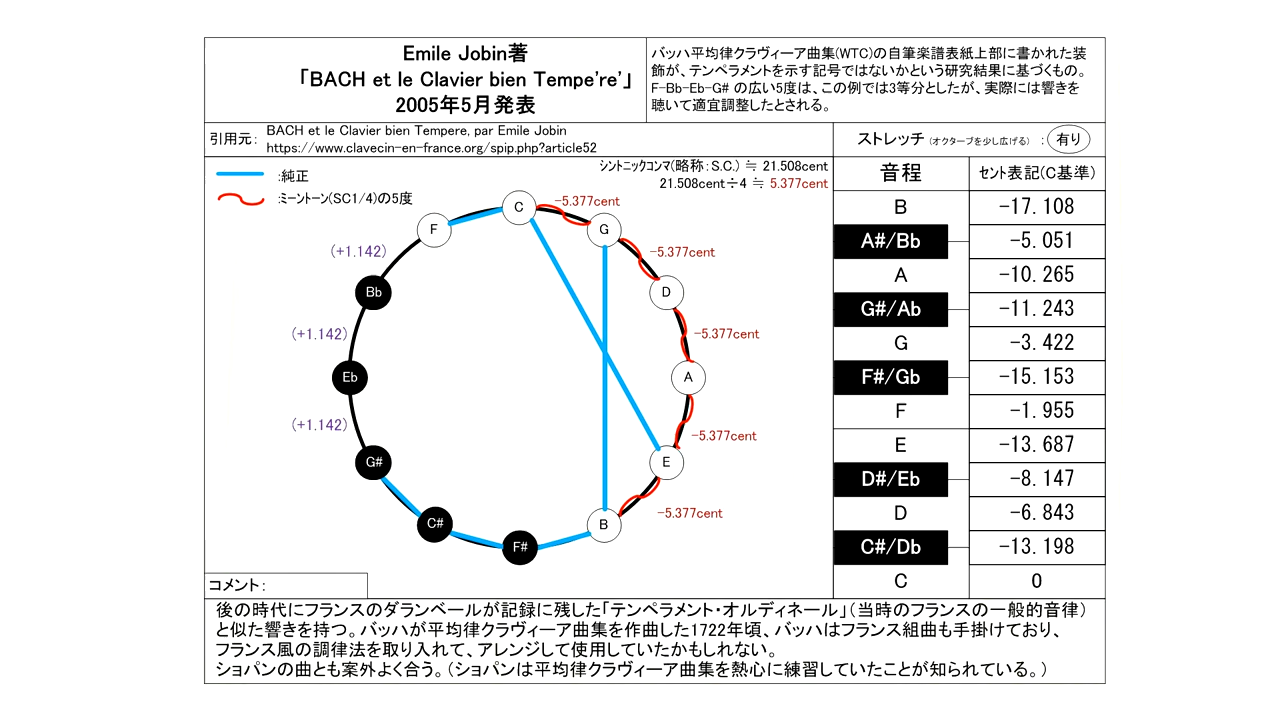 Emile Jobin著
「BACH et le Clavier bien Tempe're'」
2005年5月発表
バッハ平均律クラヴィーア曲集(WTC)の自筆楽譜表紙上部に書かれた装
飾が、テンペラメントを示す記号ではないかという研究結果に基づくもの。
F-Bb-Eb-G# の広い5度は、この例では3等分としたが、実際には響きを
聴いて適宜調整したとされる。
引用元: BACH et le Clavier bien Tempere, par Emile Jobin
https://www.clavecin-en-france.org/spip.php?article52
ストレッチ (オクターブを少し広げる) : 有り
:純正
:ミーントーン(SC1/4)の5度
シントニックコンマ(略称:S.C.) ≒ 21.508cent
21.508cent÷4 ≒ 5.377cent
C
G
D
A
E
B
F#
C#
G#
Eb
Bb
F
-5.377cent
-5.377cent
-5.377cent
-5.377cent
-5.377cent
(+1.142)
(+1.142)
(+1.142)
音程 セント表記(C基準)
B -17.108
A#/Bb -5.051
A -10.265
G#/Ab -11.243
G -3.422
F#/Gb -15.153
F -1.955
E -13.687
D#/Eb -8.147
D -6.843
C#/Db -13.198
C 0
コメント:
後の時代にフランスのダランベールが記録に残した「テンペラメント・オルディネール」(当時のフランスの一般的音律)
と似た響きを持つ。バッハが平均律クラヴィーア曲集を作曲した1722年頃、バッハはフランス組曲も手掛けており、
フランス風の調律法を取り入れて、アレンジして使用していたかもしれない。
ショパンの曲とも案外よく合う。(ショパンは平均律クラヴィーア曲集を熱心に練習していたことが知られている。)